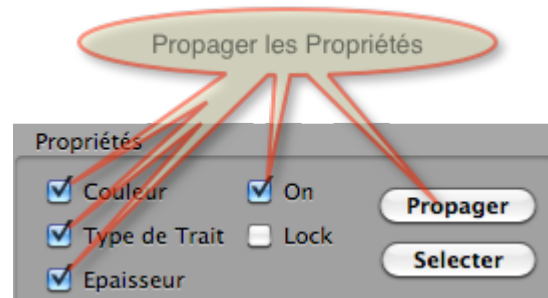 Propager les Propriétés
Propriétés
Couleur On Propager
Type de Trait Lock
Selecter
Epaisseur